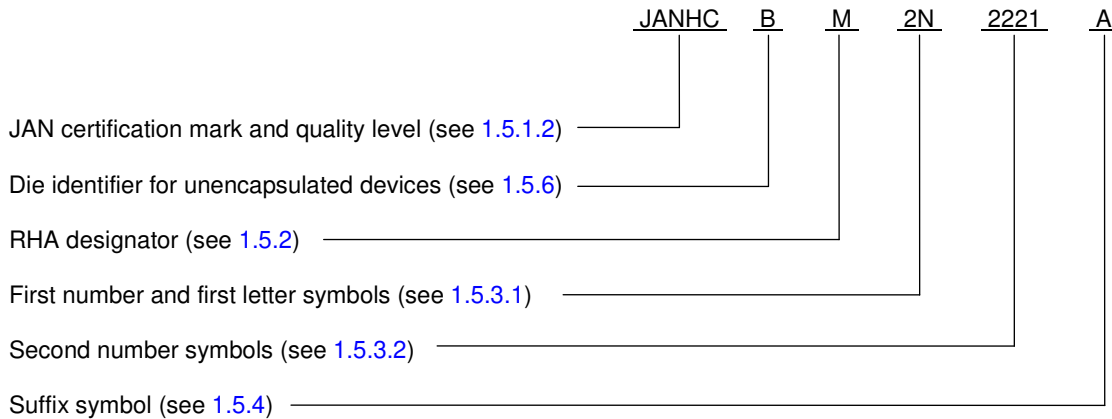 JANHC B M 2N 2221 A
JAN certification mark and quality level (see 1.5.1.2)
Die identifier for unencapsulated devices (see 1.5.6)
RHA designator (see 1.5.2)
First number and first letter symbols (see 1.5.3.1)
Second number symbols (see 1.5.3.2)
Suffix symbol (see 1.5.4)